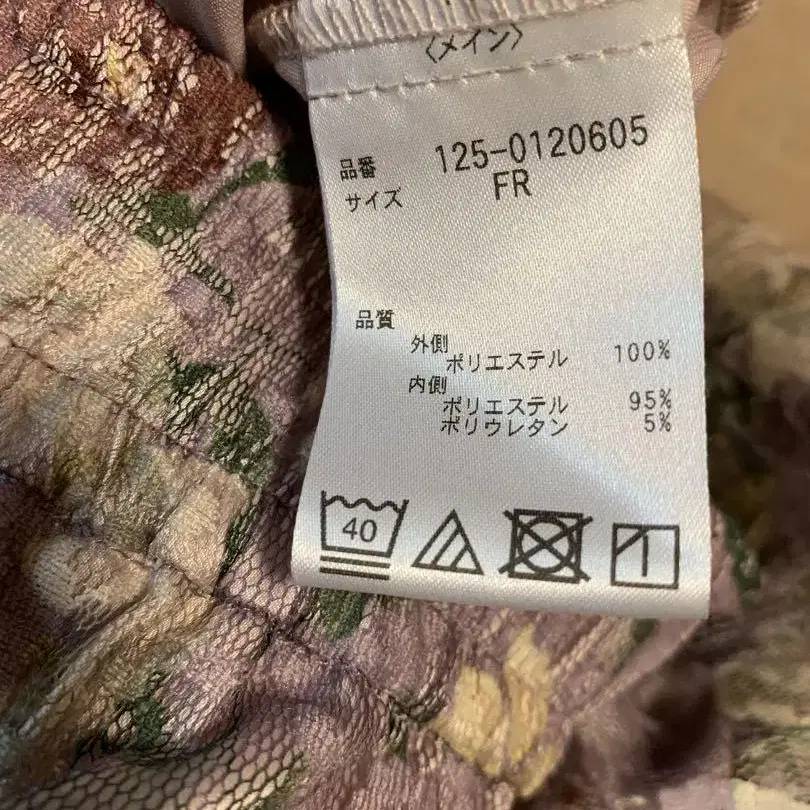 〈メイン〉
品番 125-0120605
サイズ FR
品質
外側
ポリエステル 100%
内側
ポリエステル 95%
ポリウレタン 5%
40